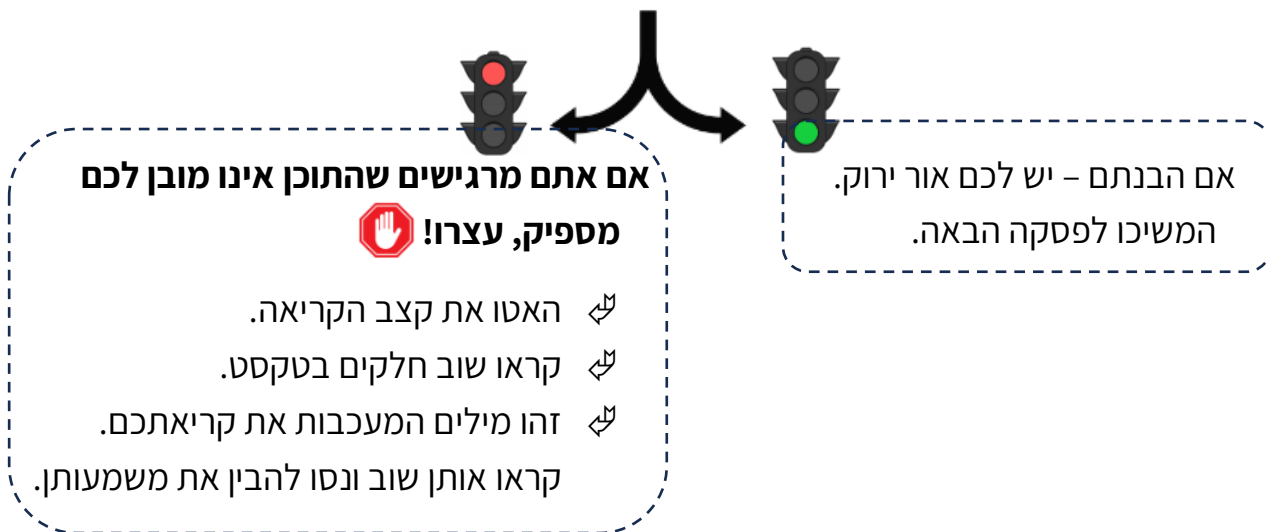 אם הבנתם – יש לכם אור ירוק.
המשיכו לפסקה הבאה.
אם אתם מרגישים שהתוכן אינו מובן לכם
מספיק, עצרו!
האטו את קצב הקריאה.
קראו שוב חלקים בטקסט.
זהו מילים המעכבות את קריאתכם.
קראו אותן שוב ונסו להבין את משמעותן.